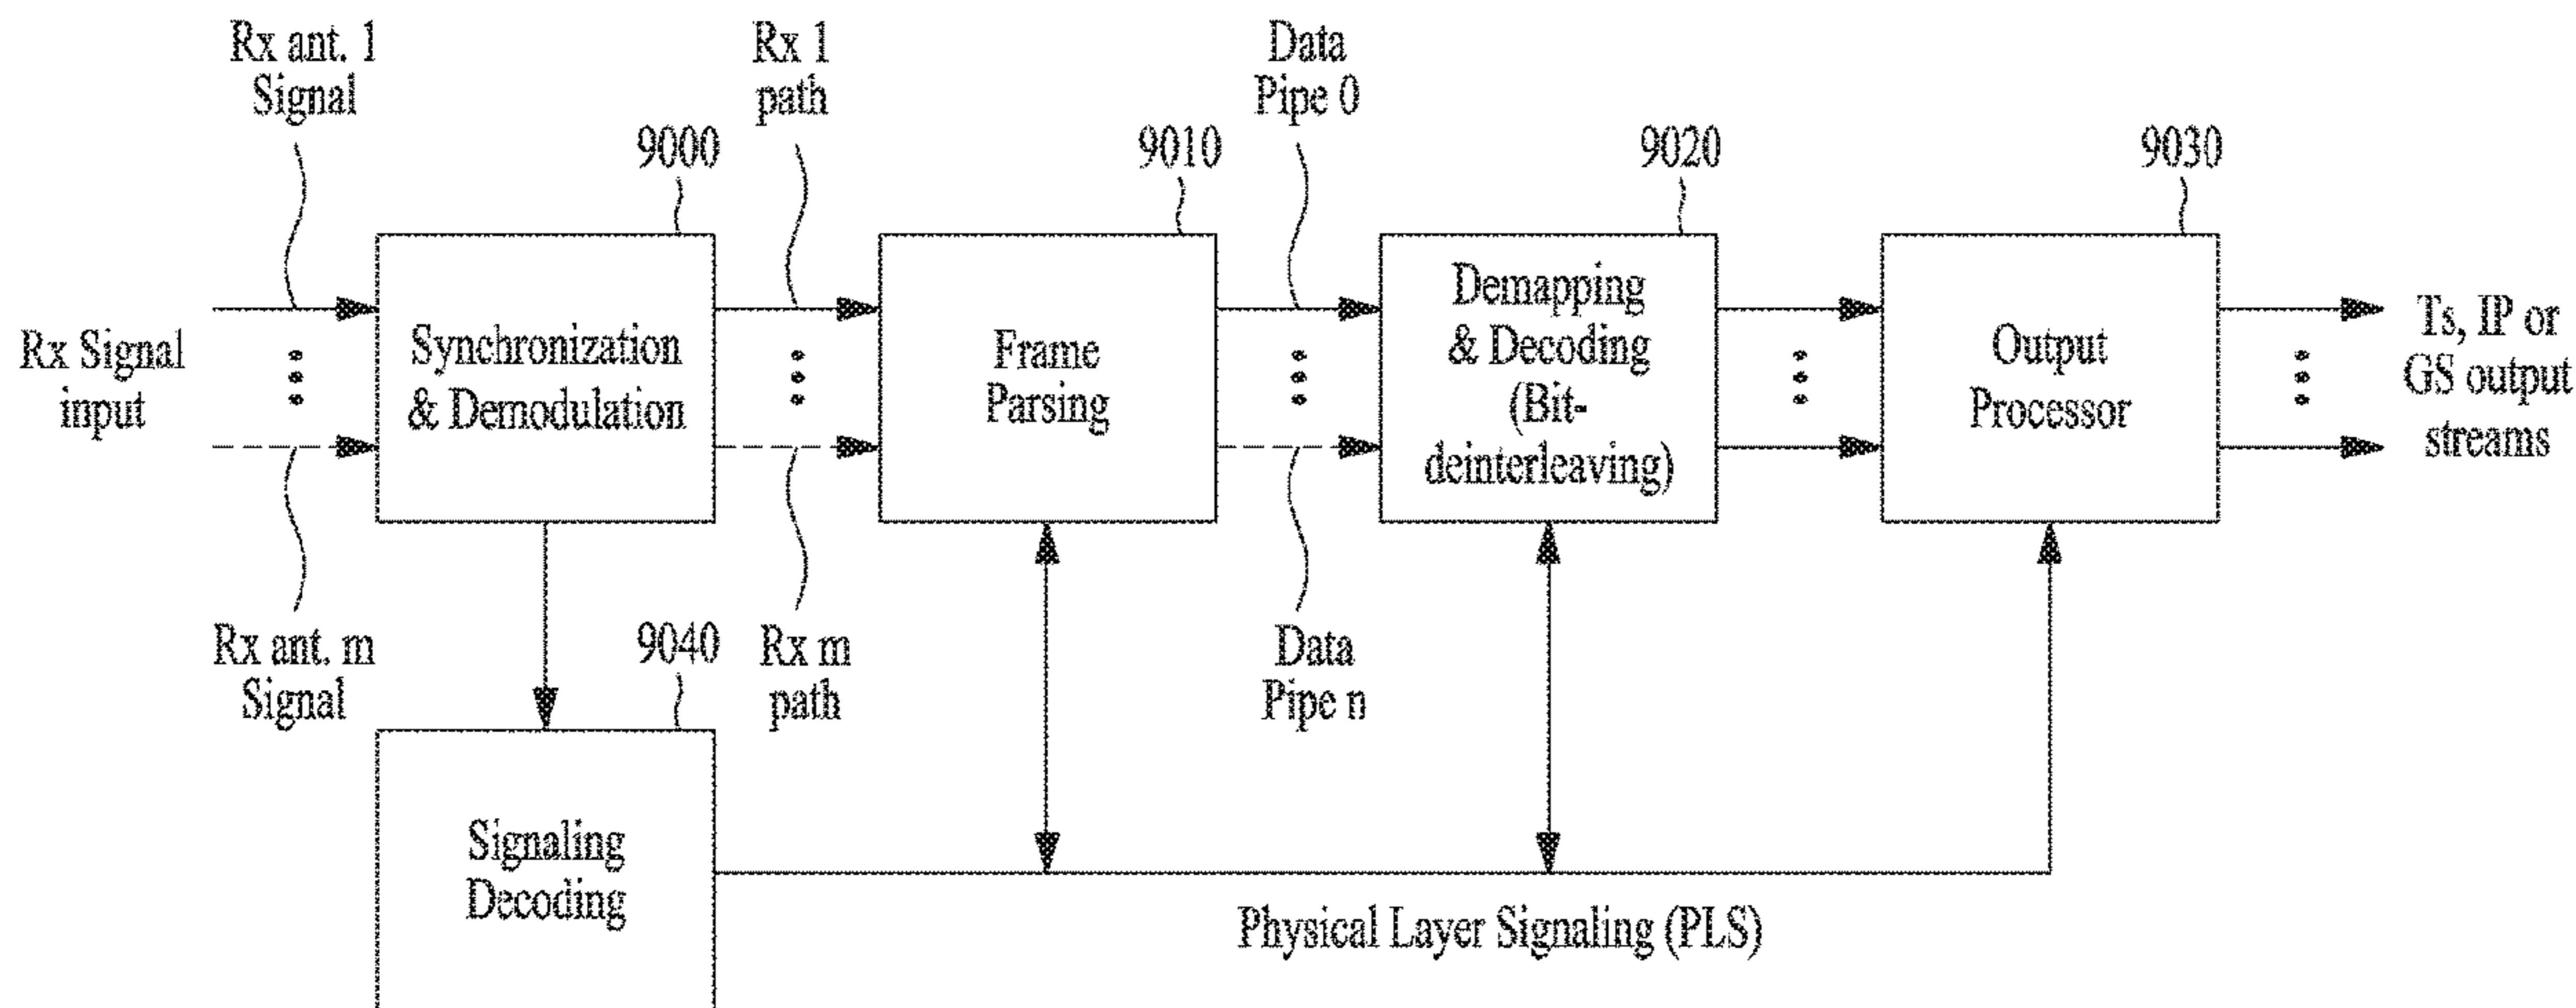 Rx ant. 1
Signal
Rx 1
path
Data
Pipe 0
9000
9010
9020
9030
Rx Signal
input
Synchronization
& Demodulation
Frame
Parsing
Demapping
& Decoding
(Bit-
deinterleaving)
Output
Processor
Ts, IP or
GS output
streams
Rx ant. m
Signal
9040
Rx m
path
Data
Pipe n
Signaling
Decoding
Physical Layer Signaling (PLS)